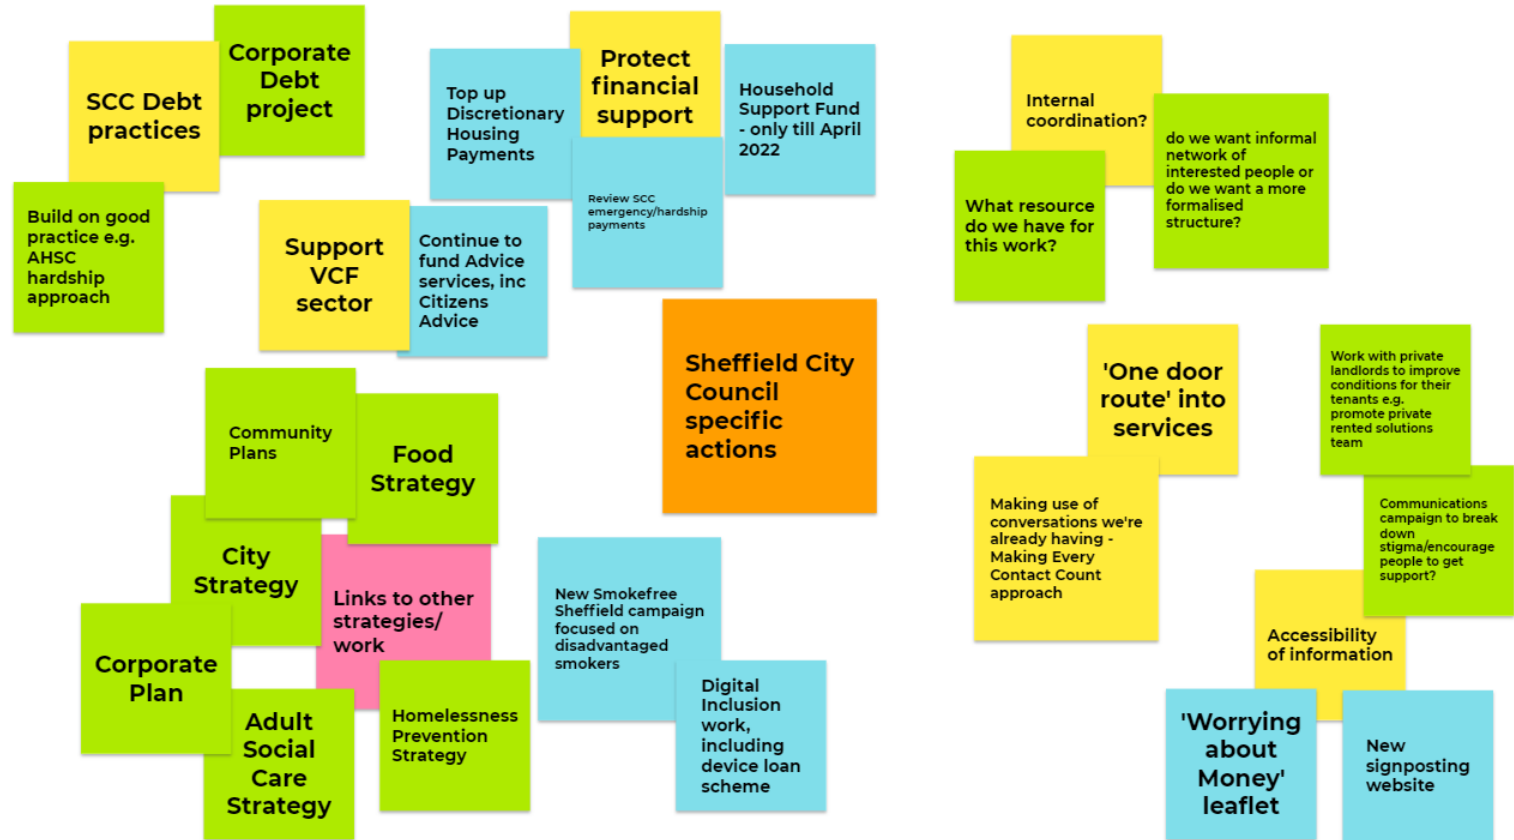 SCC Debt
practices
Corporate
Debt
project
Build on good
practice e.g.
AHSC
hardship
approach
Top up
Discretionary
Housing
Payments
Protect
financial
support
Household
Support Fund
- only till April
2022
Review SCC
emergency/hardship
payments
Support
VCF
sector
Continue to
fund Advice
services, inc
Citizens
Advice
Sheffield City
Council
specific
actions
Community
Plans
Food
Strategy
City
Strategy
Links to other
strategies/
work
Corporate
Plan
Adult
Social
Care
Strategy
Homelessness
Prevention
Strategy
New Smokefree
Sheffield campaign
focused on
disadvantaged
smokers
Digital
Inclusion
work,
including
device loan
scheme
Internal
coordination?
do we want informal
network of
interested people or
do we want a more
formalised
structure?
What resource
do we have for
this work?
'One door
route' into
services
Making use of
conversations we're
already having -
Making Every
Contact Count
approach
Work with private
landlords to improve
conditions for their
tenants e.g.
promote private
rented solutions
team
Communications
campaign to break
down
stigma/encourage
people to get
support?
Accessibility
of information
'Worrying
about
Money'
leaflet
New
signposting
website